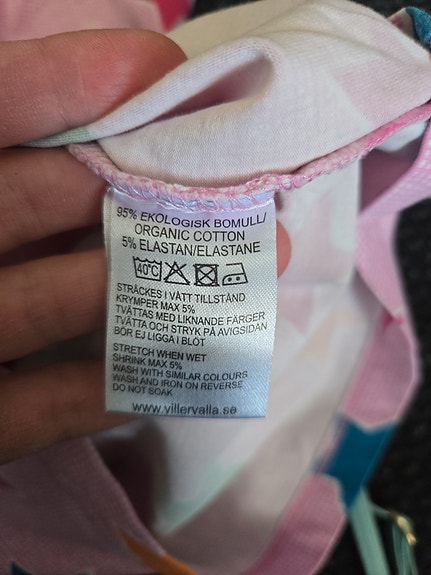 95% EKOLOGISK BOMULL/
ORGANIC COTTON
5% ELASTAN/ELASTANE
40°C
STRÄCKES I VÅTT TILLSTÅND
KRYMPER MAX 5%
TVÄTTAS MED LIKNANDE FÄRGER
TVÄTTA OCH STRYK PÅ AVIGSIDAN
BÖR EJ LIGGA I BLÖT
STRETCH WHEN WET
SHRINK MAX 5%
WASH WITH SIMILAR COLOURS
WASH AND IRON ON REVERSE
DO NOT SOAK
www.villervalla.se